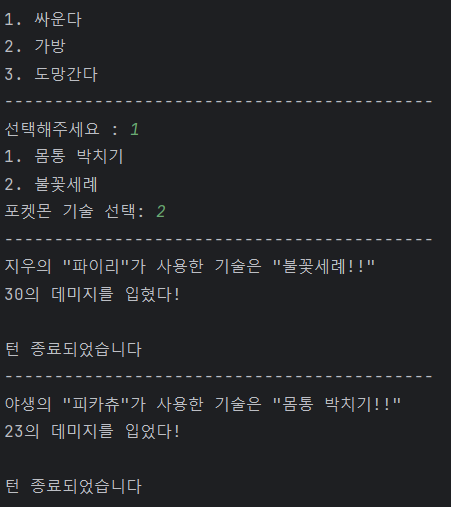 1. 싸운다
2. 가방
3. 도망간다
-------------------------------------------
선택해주세요 : 1
1. 몸통 박치기
2. 불꽃세례
포켓몬 기술 선택: 2
-------------------------------------------
지우의 "파이리"가 사용한 기술은 "불꽃세례!!"
30의 데미지를 입혔다!
턴 종료되었습니다
-------------------------------------------
야생의 "피카츄"가 사용한 기술은 "몸통 박치기!!"
23의 데미지를 입었다!
턴 종료되었습니다